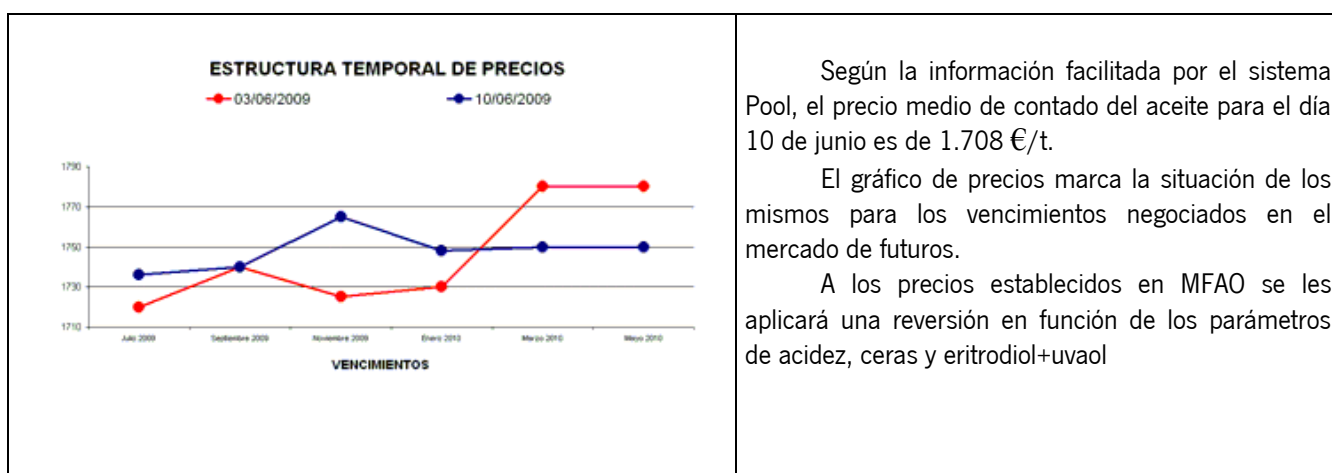 ESTRUCTURA TEMPORAL DE PRECIOS
03/06/2009 10/06/2009
1790
1770
1750
1730
1710
Julio 2009 Septiembre 2009 Noviembre 2009 Enero 2010 Marzo 2010 Mayo 2010
VENCIMIENTOS
Según la información facilitada por el sistema
Pool, el precio medio de contado del aceite para el día
10 de junio es de 1.708 €/t.
El gráfico de precios marca la situación de los
mismos para los vencimientos negociados en el
mercado de futuros.
A los precios establecidos en MFAO se les
aplicará una reversión en función de los parámetros
de acidez, ceras y eritrodiol+uvaol